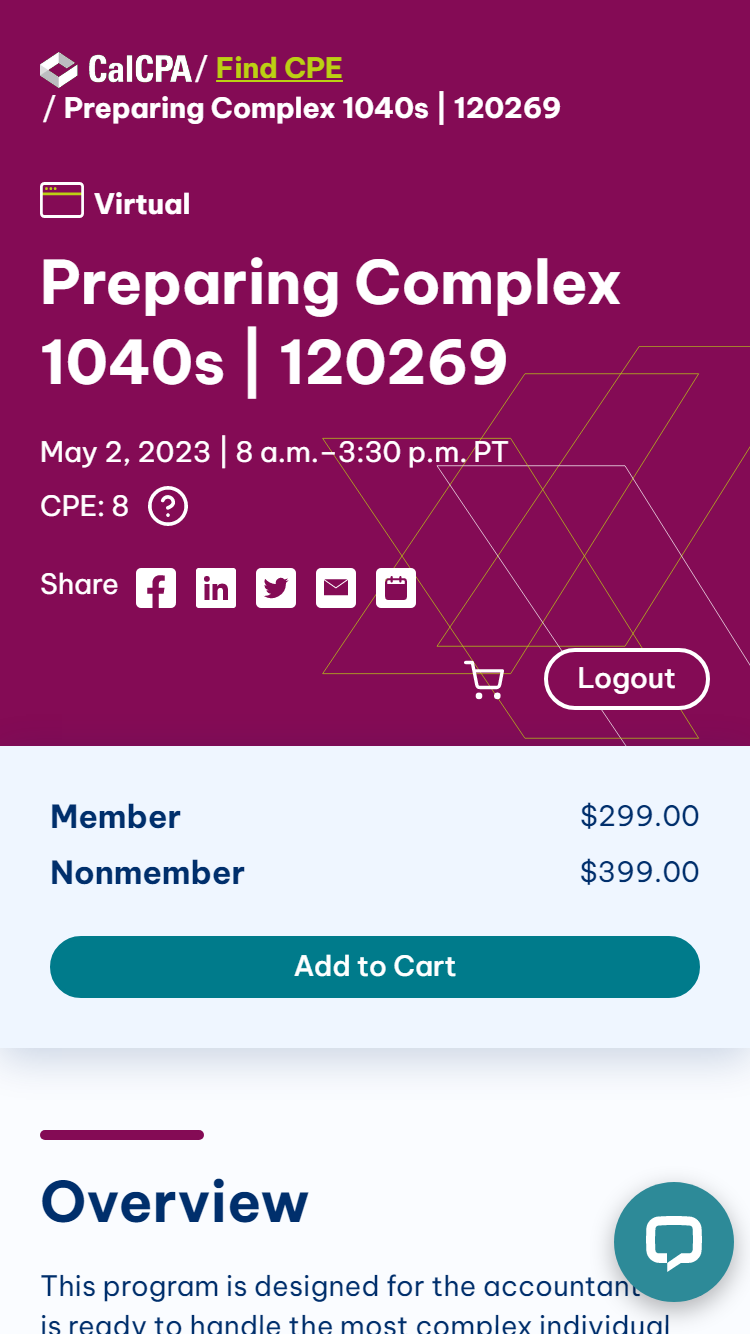 CalCPA / Find CPE
/ Preparing Complex 1040s | 120269
Virtual
Preparing Complex
1040s | 120269
May 2, 2023 | 8 a.m.–3:30 p.m. PT
CPE: 8 ?
Share
Logout
Member $299.00
Nonmember $399.00
Add to Cart
Overview
This program is designed for the accountant
is ready to handle the most complex individual